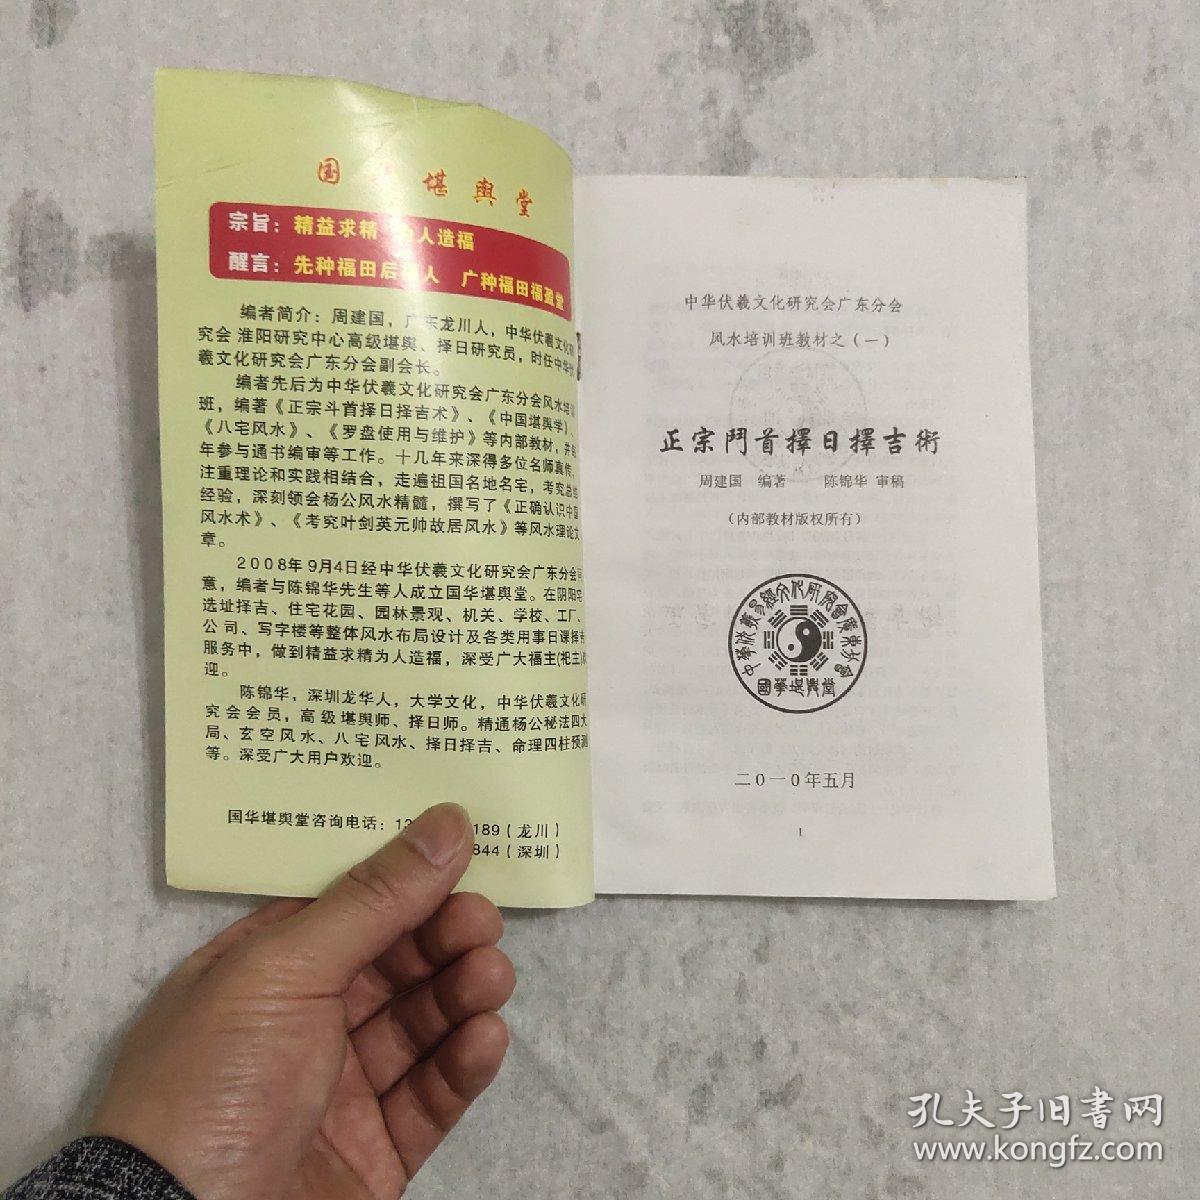 国 堪舆堂
宗旨：精益求精 人造福
醒言：先种福田后 人 广种福田福盈堂
编者简介：周建国，广东龙川人，中华伏羲文化
究会淮阳研究中心高级堪舆、择日研究员，时任中华
羲文化研究会广东分会副会长。
编者先后为中华伏羲文化研究会广东分会风水培
班，编著《正宗斗首择日择吉术》、《中国堪舆学》、
《八宅风水》、《罗盘使用与维护》等内部教材，并
年参与通书编审等工作。十几年来深得多位名师真传，
注重理论和实践相结合，走遍祖国名地名宅，考究总
经验，深刻领会杨公风水精髓，撰写了《正确认识中国
风水术》、《考究叶剑英元帅故居风水》等风水理论文
章。
2008年9月4日经中华伏羲文化研究会广东分会
意，编者与陈锦华先生等人成立国华堪舆堂。在阴阳宅
选址择吉、住宅花园、园林景观、机关、学校、工厂、
公司、写字楼等整体风水布局设计及各类用事日课择
服务中，做到精益求精为人造福，深受广大福主(祀主)
迎。
陈锦华，深圳龙华人，大学文化，中华伏羲文化研
究会会员，高级堪舆师、择日师。精通杨公秘法四大
局、玄空风水、八宅风水、择日择吉、命理四柱预测
等。深受广大用户欢迎。
国华堪舆堂咨询电话：13 189（龙川）
844（深圳）
中华伏羲文化研究会广东分会
风水培训班教材之（一）
正宗鬥首擇日擇吉術
周建国 编著 陈锦华 审稿
（内部教材版权所有）
中华伏羲易經文化研究會廣東分會
國華堪輿堂
二0一0年五月
1
孔夫子旧書网
www.kongfz.com